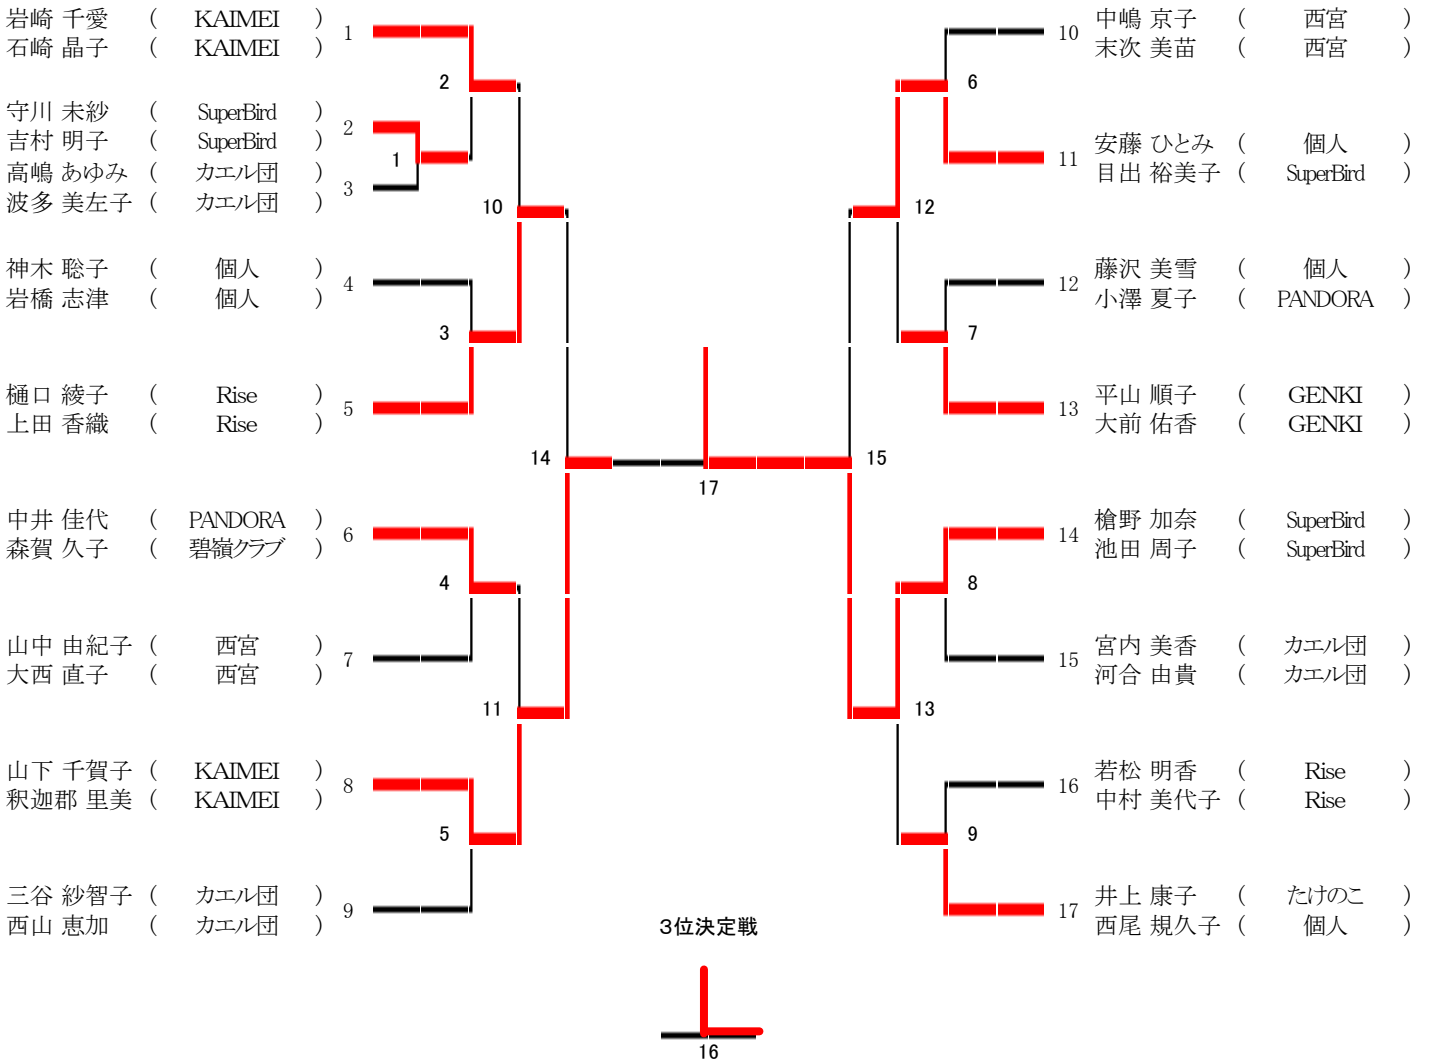 岩崎 千愛 ( KAIMEI ) 1
石崎 晶子 ( KAIMEI )
2
守川 未紗 ( SuperBird ) 2
吉村 明子 ( SuperBird )
1
高嶋 あゆみ ( カエル団 ) 3
波多 美左子 ( カエル団 )
10
神木 聡子 ( 個人 ) 4
岩橋 志津 ( 個人 )
3
樋口 綾子 ( Rise ) 5
上田 香織 ( Rise )
14
中井 佳代 ( PANDORA ) 6
森賀 久子 ( 碧嶺クラブ )
4
山中 由紀子 ( 西宮 ) 7
大西 直子 ( 西宮 )
11
山下 千賀子 ( KAIMEI ) 8
釈迦郡 里美 ( KAIMEI )
5
三谷 紗智子 ( カエル団 ) 9
西山 恵加 ( カエル団 )
17
3位決定戦
16
10 中嶋 京子 ( 西宮 )
末次 美苗 ( 西宮 )
6
11 安藤 ひとみ ( 個人 )
目出 裕美子 ( SuperBird )
12
12 藤沢 美雪 ( 個人 )
小澤 夏子 ( PANDORA )
7
13 平山 順子 ( GENKI )
大前 佑香 ( GENKI )
15
14 槍野 加奈 ( SuperBird )
池田 周子 ( SuperBird )
8
15 宮内 美香 ( カエル団 )
河合 由貴 ( カエル団 )
13
16 若松 明香 ( Rise )
中村 美代子 ( Rise )
9
17 井上 康子 ( たけのこ )
西尾 規久子 ( 個人 )